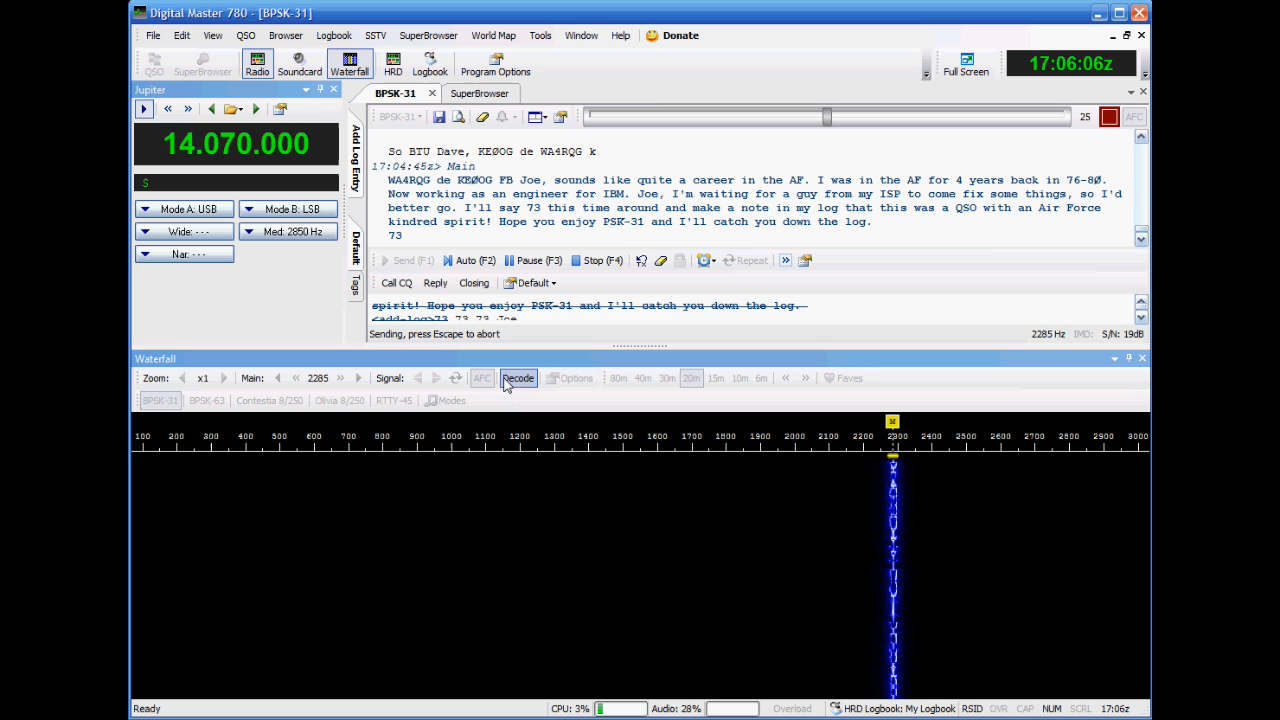 Digital Master 780 - [BPSK-31]
File Edit View QSO Browser Logbook SSTV SuperBrowser World Map Tools Window Help Donate
QSO SuperBrowser Radio Soundcard Waterfall HRD Logbook Program Options Full Screen 17:06:06z
Jupiter
BPSK-31 SuperBrowser
BPSK-31 25 AFC
14.070.000
S
Mode A: USB Mode B: LSB
Wide: --- Med: 2850 Hz
Nar: ---
Add Log Entry
Default
Tags
So BTU Dave, KEØOG de WA4RQG k
17:04:45z> Main
WA4RQG de KEØOG FB Joe, sounds like quite a career in the AF. I was in the AF for 4 years back in 76-8Ø.
Now working as an engineer for IBM. Joe, I'm waiting for a guy from my ISP to come fix some things, so I'd
better go. I'll say 73 this time around and make a note in my log that this was a QSO with an Air Force
kindred spirit! Hope you enjoy PSK-31 and I'll catch you down the log.
73
Send (F1) Auto (F2) Pause (F3) Stop (F4) Repeat
Call CQ Reply Closing Default
spirit! Hope you enjoy PSK-31 and I'll catch you down the log.
<add-log>73 73 73 Joe
Sending, press Escape to abort 2285 Hz IMD: S/N: 19dB
Waterfall
Zoom: x1 Main: 2285 Signal: AFC Decode Options 80m 40m 30m 20m 15m 10m 6m Faves
BPSK-31 BPSK-63 Contestia 8/250 Olivia 8/250 RTTY-45 Modes
M
100 200 300 400 500 600 700 800 900 1000 1100 1200 1300 1400 1500 1600 1700 1800 1900 2000 2100 2200 2300 2400 2500 2600 2700 2800 2900 3000
Ready CPU: 3% Audio: 28% Overload HRD Logbook: My Logbook RSID OVR CAP NUM SCRL 17:06z